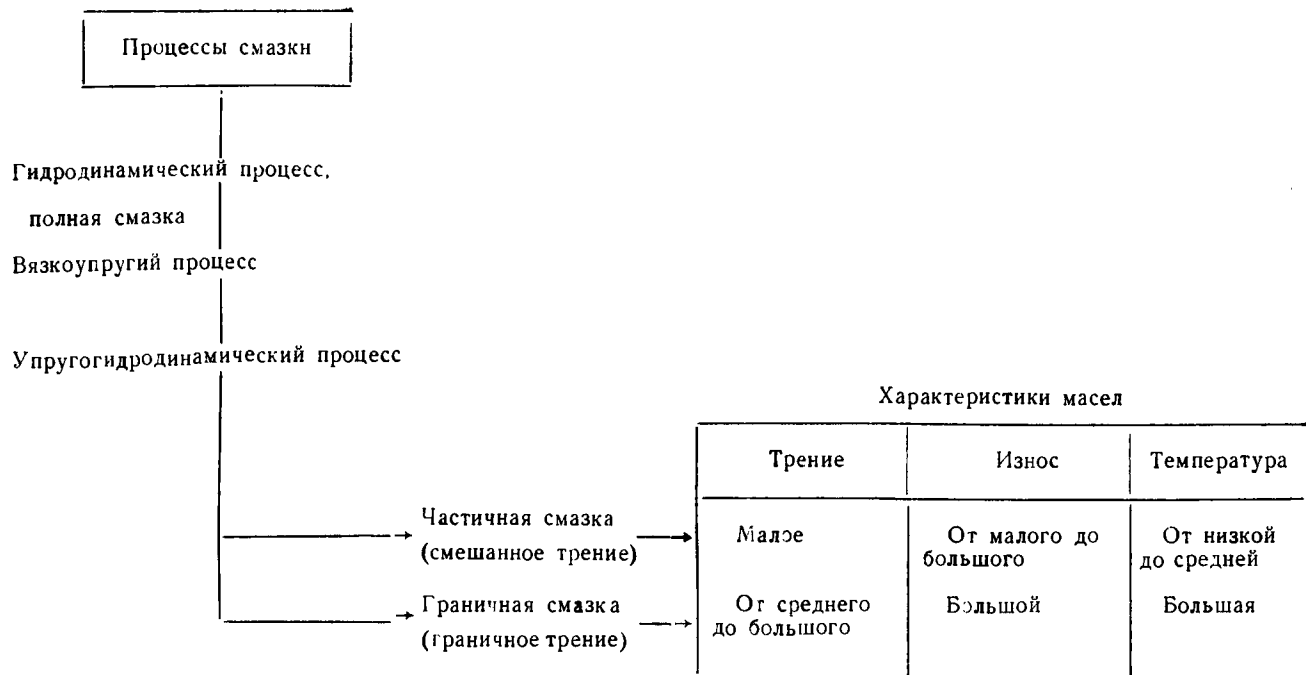 Процессы смазки
Гидродинамический процесс,
полная смазка
Вязкоупругий процесс
Упругогидродинамический процесс
Характеристики масел
Трение Износ Температура
Частичная смазка
(смешанное трение)
Малое От малого до большого От низкой до средней
Граничная смазка
(граничное трение)
От среднего до большого Большой Большая